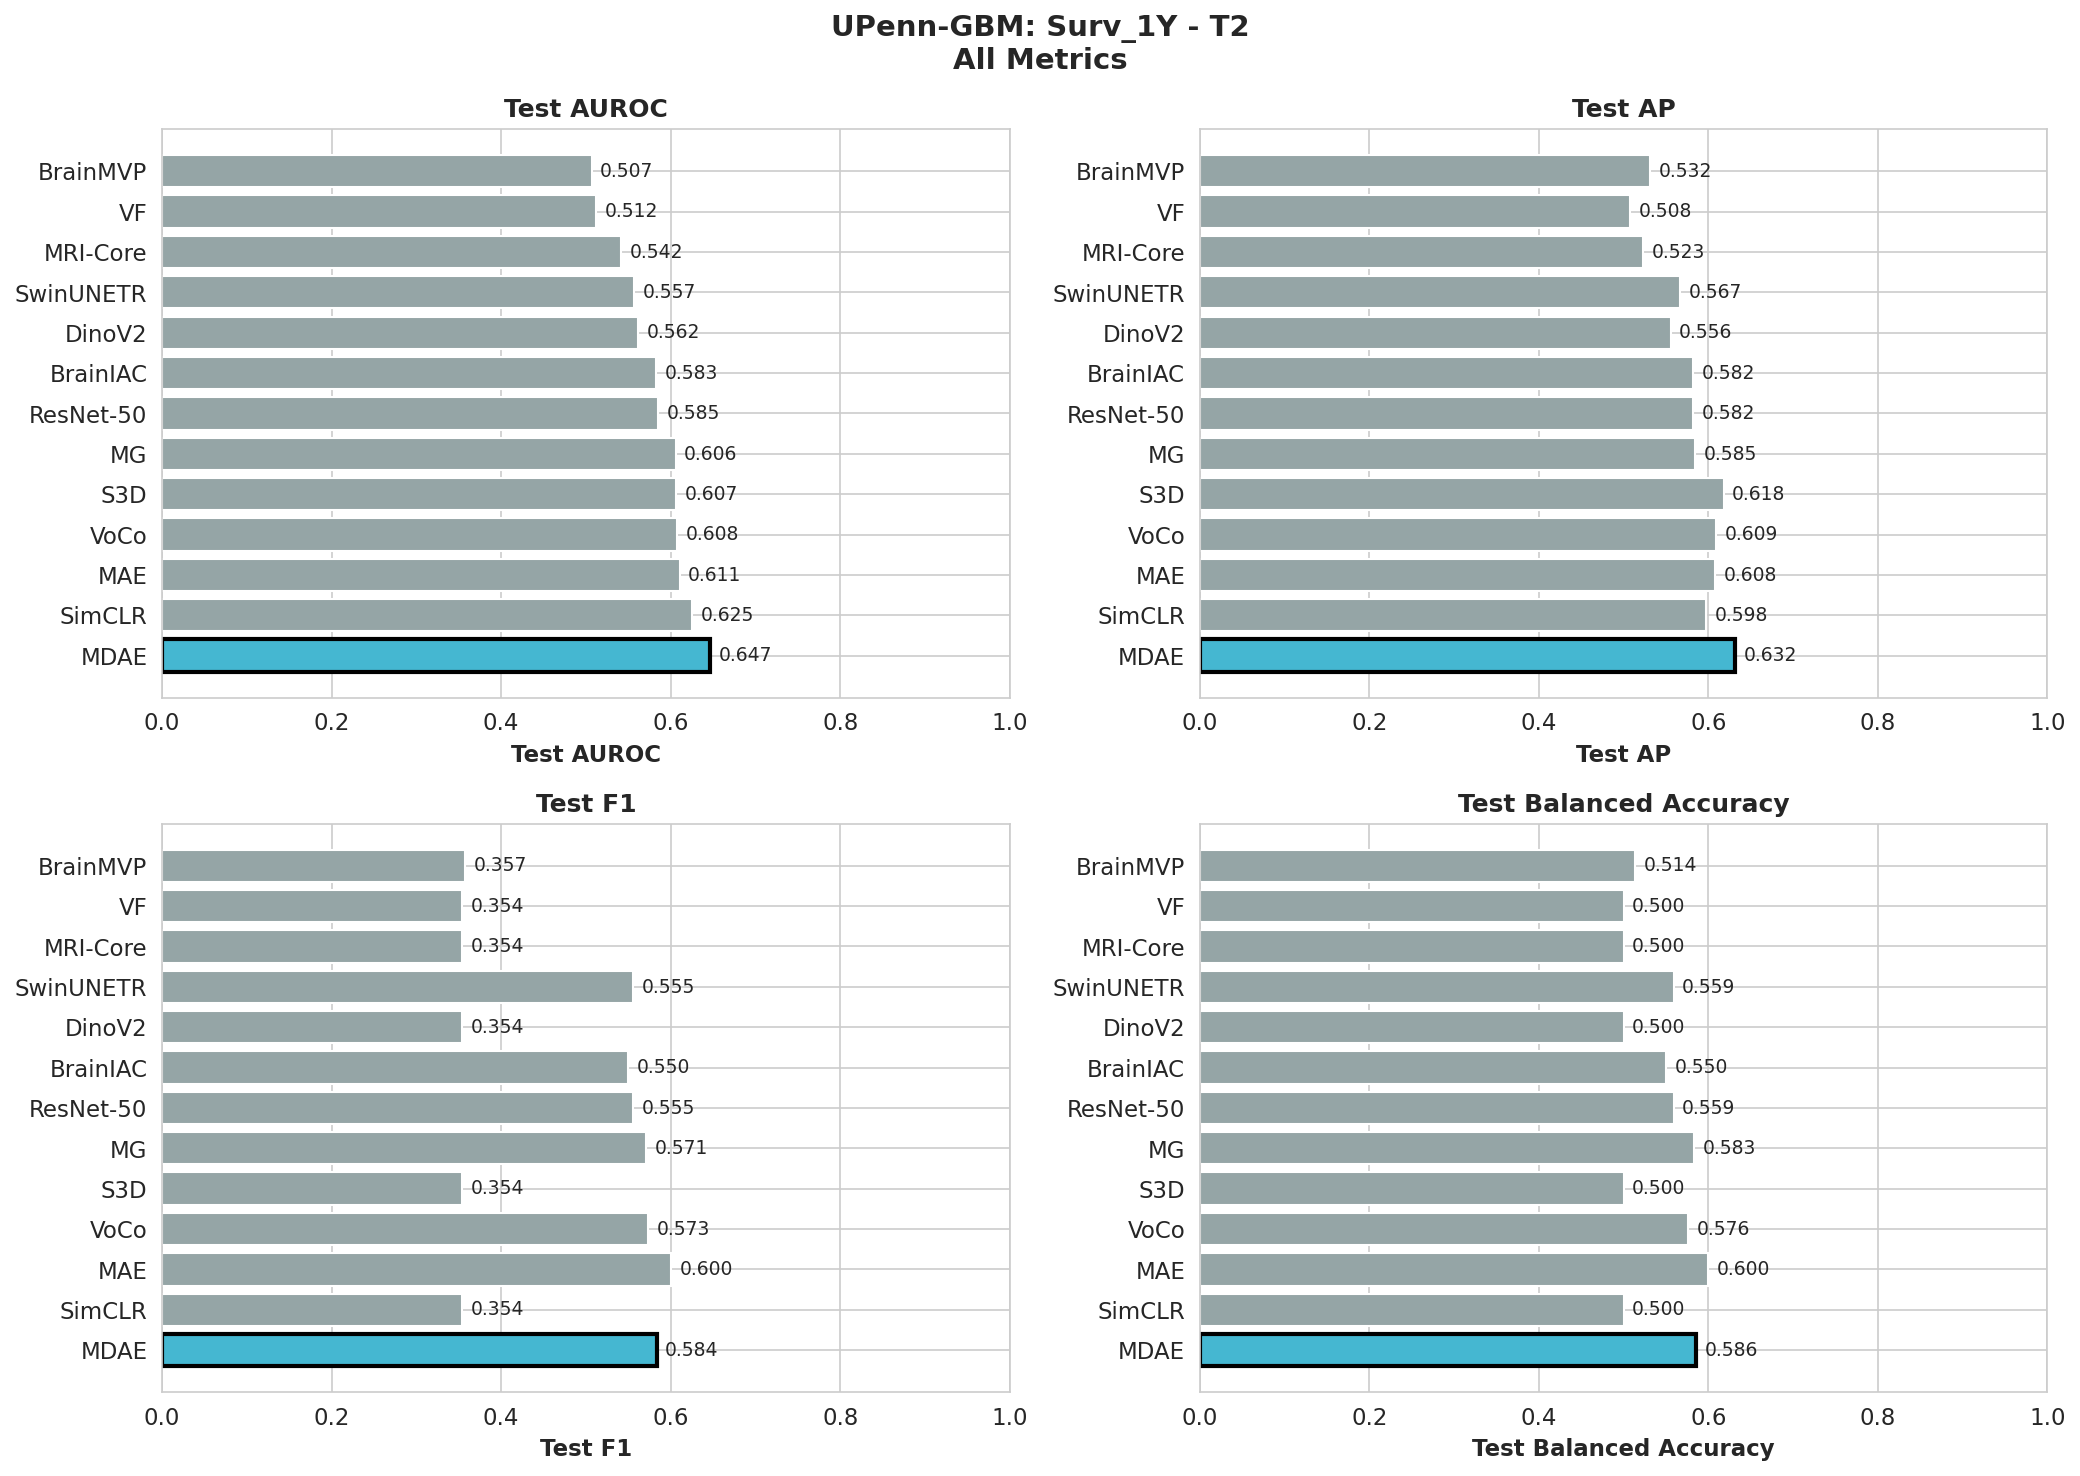 UPenn-GBM: Surv_1Y - T2
All Metrics
Test AUROC
BrainMVP 0.507
VF 0.512
MRI-Core 0.542
SwinUNETR 0.557
DinoV2 0.562
BrainIAC 0.583
ResNet-50 0.585
MG 0.606
S3D 0.607
VoCo 0.608
MAE 0.611
SimCLR 0.625
MDAE 0.647
0.0 0.2 0.4 0.6 0.8 1.0
Test AUROC
Test AP
BrainMVP 0.532
VF 0.508
MRI-Core 0.523
SwinUNETR 0.567
DinoV2 0.556
BrainIAC 0.582
ResNet-50 0.582
MG 0.585
S3D 0.618
VoCo 0.609
MAE 0.608
SimCLR 0.598
MDAE 0.632
0.0 0.2 0.4 0.6 0.8 1.0
Test AP
Test F1
BrainMVP 0.357
VF 0.354
MRI-Core 0.354
SwinUNETR 0.555
DinoV2 0.354
BrainIAC 0.550
ResNet-50 0.555
MG 0.571
S3D 0.354
VoCo 0.573
MAE 0.600
SimCLR 0.354
MDAE 0.584
0.0 0.2 0.4 0.6 0.8 1.0
Test F1
Test Balanced Accuracy
BrainMVP 0.514
VF 0.500
MRI-Core 0.500
SwinUNETR 0.559
DinoV2 0.500
BrainIAC 0.550
ResNet-50 0.559
MG 0.583
S3D 0.500
VoCo 0.576
MAE 0.600
SimCLR 0.500
MDAE 0.586
0.0 0.2 0.4 0.6 0.8 1.0
Test Balanced Accuracy